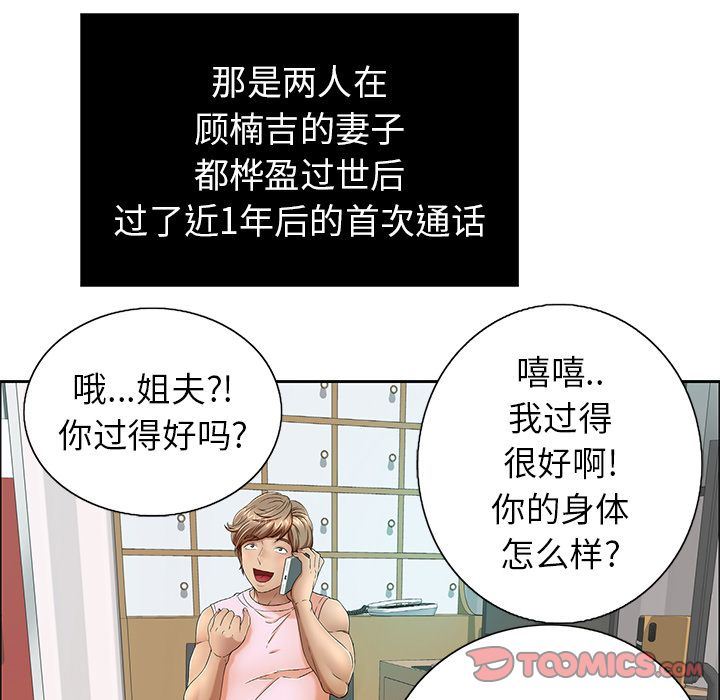 那是两人在
顾楠吉的妻子
都桦盈过世后
过了近1年后的首次通话
哦...姐夫?!
你过得好吗?
嘻嘻..
我过得
很好啊!
你的身体
怎么样?
TOOMICS.COM